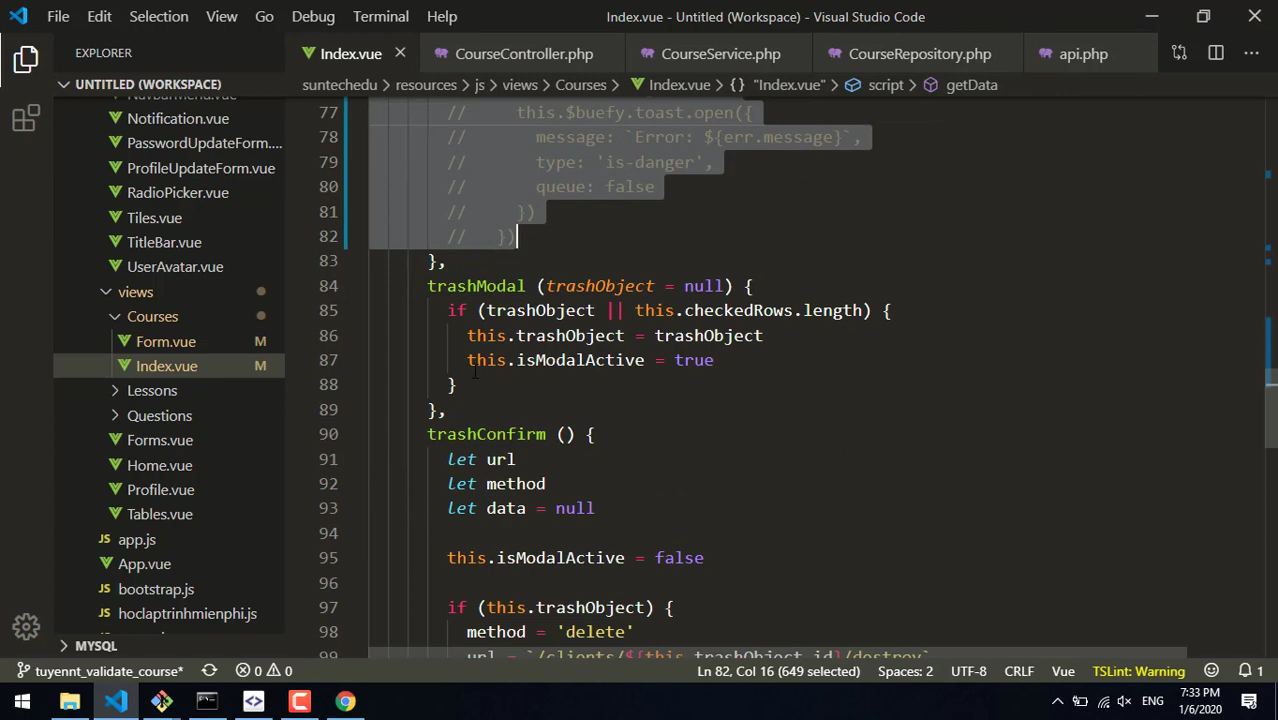 File Edit Selection View Go Debug Terminal Help Index.vue - Untitled (Workspace) - Visual Studio Code
EXPLORER
Index.vue
CourseController.php
CourseService.php
CourseRepository.php
api.php
UNTITLED (WORKSPACE)
suntechedu > resources > js > views > Courses > Index.vue > {} "Index.vue" > script > getData
Notification.vue
PasswordUpdateForm....
ProfileUpdateForm.vue
RadioPicker.vue
Tiles.vue
TitleBar.vue
UserAvatar.vue
views
Courses
Form.vue M
Index.vue M
Lessons
Questions
Forms.vue
Home.vue
Profile.vue
Tables.vue
app.js
App.vue
bootstrap.js
hoclaptrinhmienphi.js
MYSQL
77 // this.$buefy.toast.open({
78 // message: `Error: ${err.message}`,
79 // type: 'is-danger',
80 // queue: false
81 // })
82 // })
83 },
84 trashModal (trashObject = null) {
85 if (trashObject || this.checkedRows.length) {
86 this.trashObject = trashObject
87 this.isModalActive = true
88 }
89 },
90 trashConfirm () {
91 let url
92 let method
93 let data = null
94
95 this.isModalActive = false
96
97 if (this.trashObject) {
98 method = 'delete'
99 url = `/clients/${this.trashObject.id}/destroy`
tuyennt_validate_course* 0 0 Ln 82, Col 16 (649 selected) Spaces: 2 UTF-8 CRLF Vue TSLint: Warning 1
ENG
7:33 PM
1/6/2020